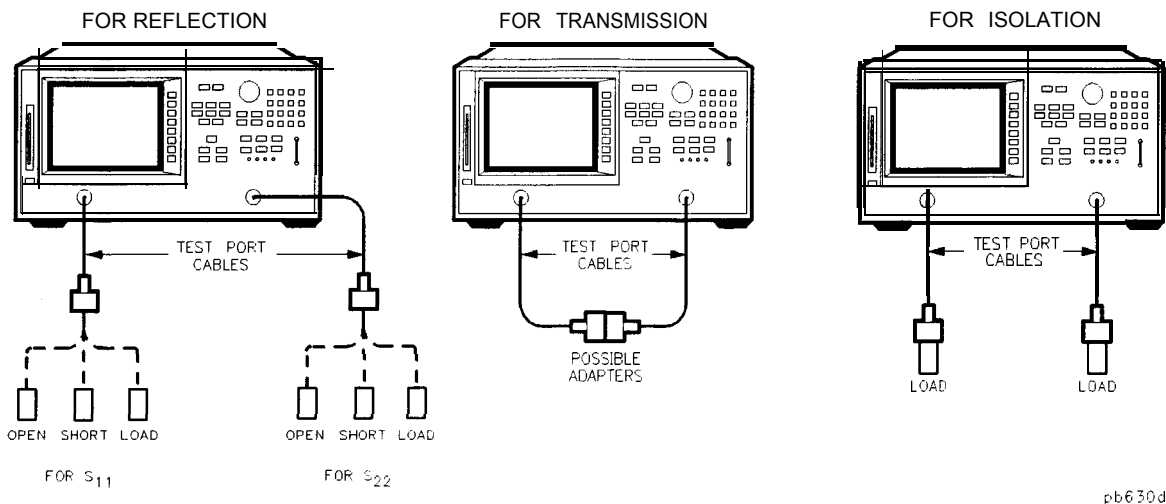 FOR REFLECTION
FOR TRANSMISSION
FOR ISOLATION
TEST PORT
CABLES
TEST PORT
CABLES
TEST PORT
CABLES
POSSIBLE
ADAPTERS
LOAD
LOAD
OPEN SHORT LOAD
OPEN SHORT LOAD
FOR S11
FOR S22
pb630d